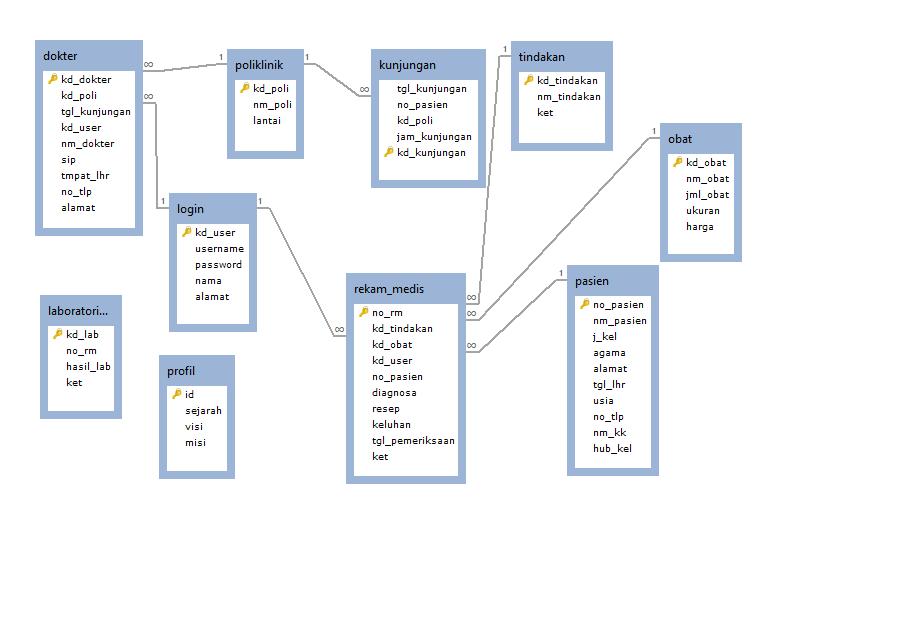 dokter
kd_dokter
kd_poli
tgl_kunjungan
kd_user
nm_dokter
sip
tmpat_lhr
no_tlp
alamat
∞
∞
1
poliklinik
kd_poli
nm_poli
lantai
1
∞
kunjungan
tgl_kunjungan
no_pasien
kd_poli
jam_kunjungan
kd_kunjungan
1
tindakan
kd_tindakan
nm_tindakan
ket
1
obat
kd_obat
nm_obat
jml_obat
ukuran
harga
1
login
kd_user
username
password
nama
alamat
1
∞
rekam_medis
no_rm
kd_tindakan
kd_obat
kd_user
no_pasien
diagnosa
resep
keluhan
tgl_pemeriksaan
ket
∞
∞
∞
1
pasien
no_pasien
nm_pasien
j_kel
agama
alamat
tgl_lhr
usia
no_tlp
nm_kk
hub_kel
laboratori...
kd_lab
no_rm
hasil_lab
ket
profil
id
sejarah
visi
misi